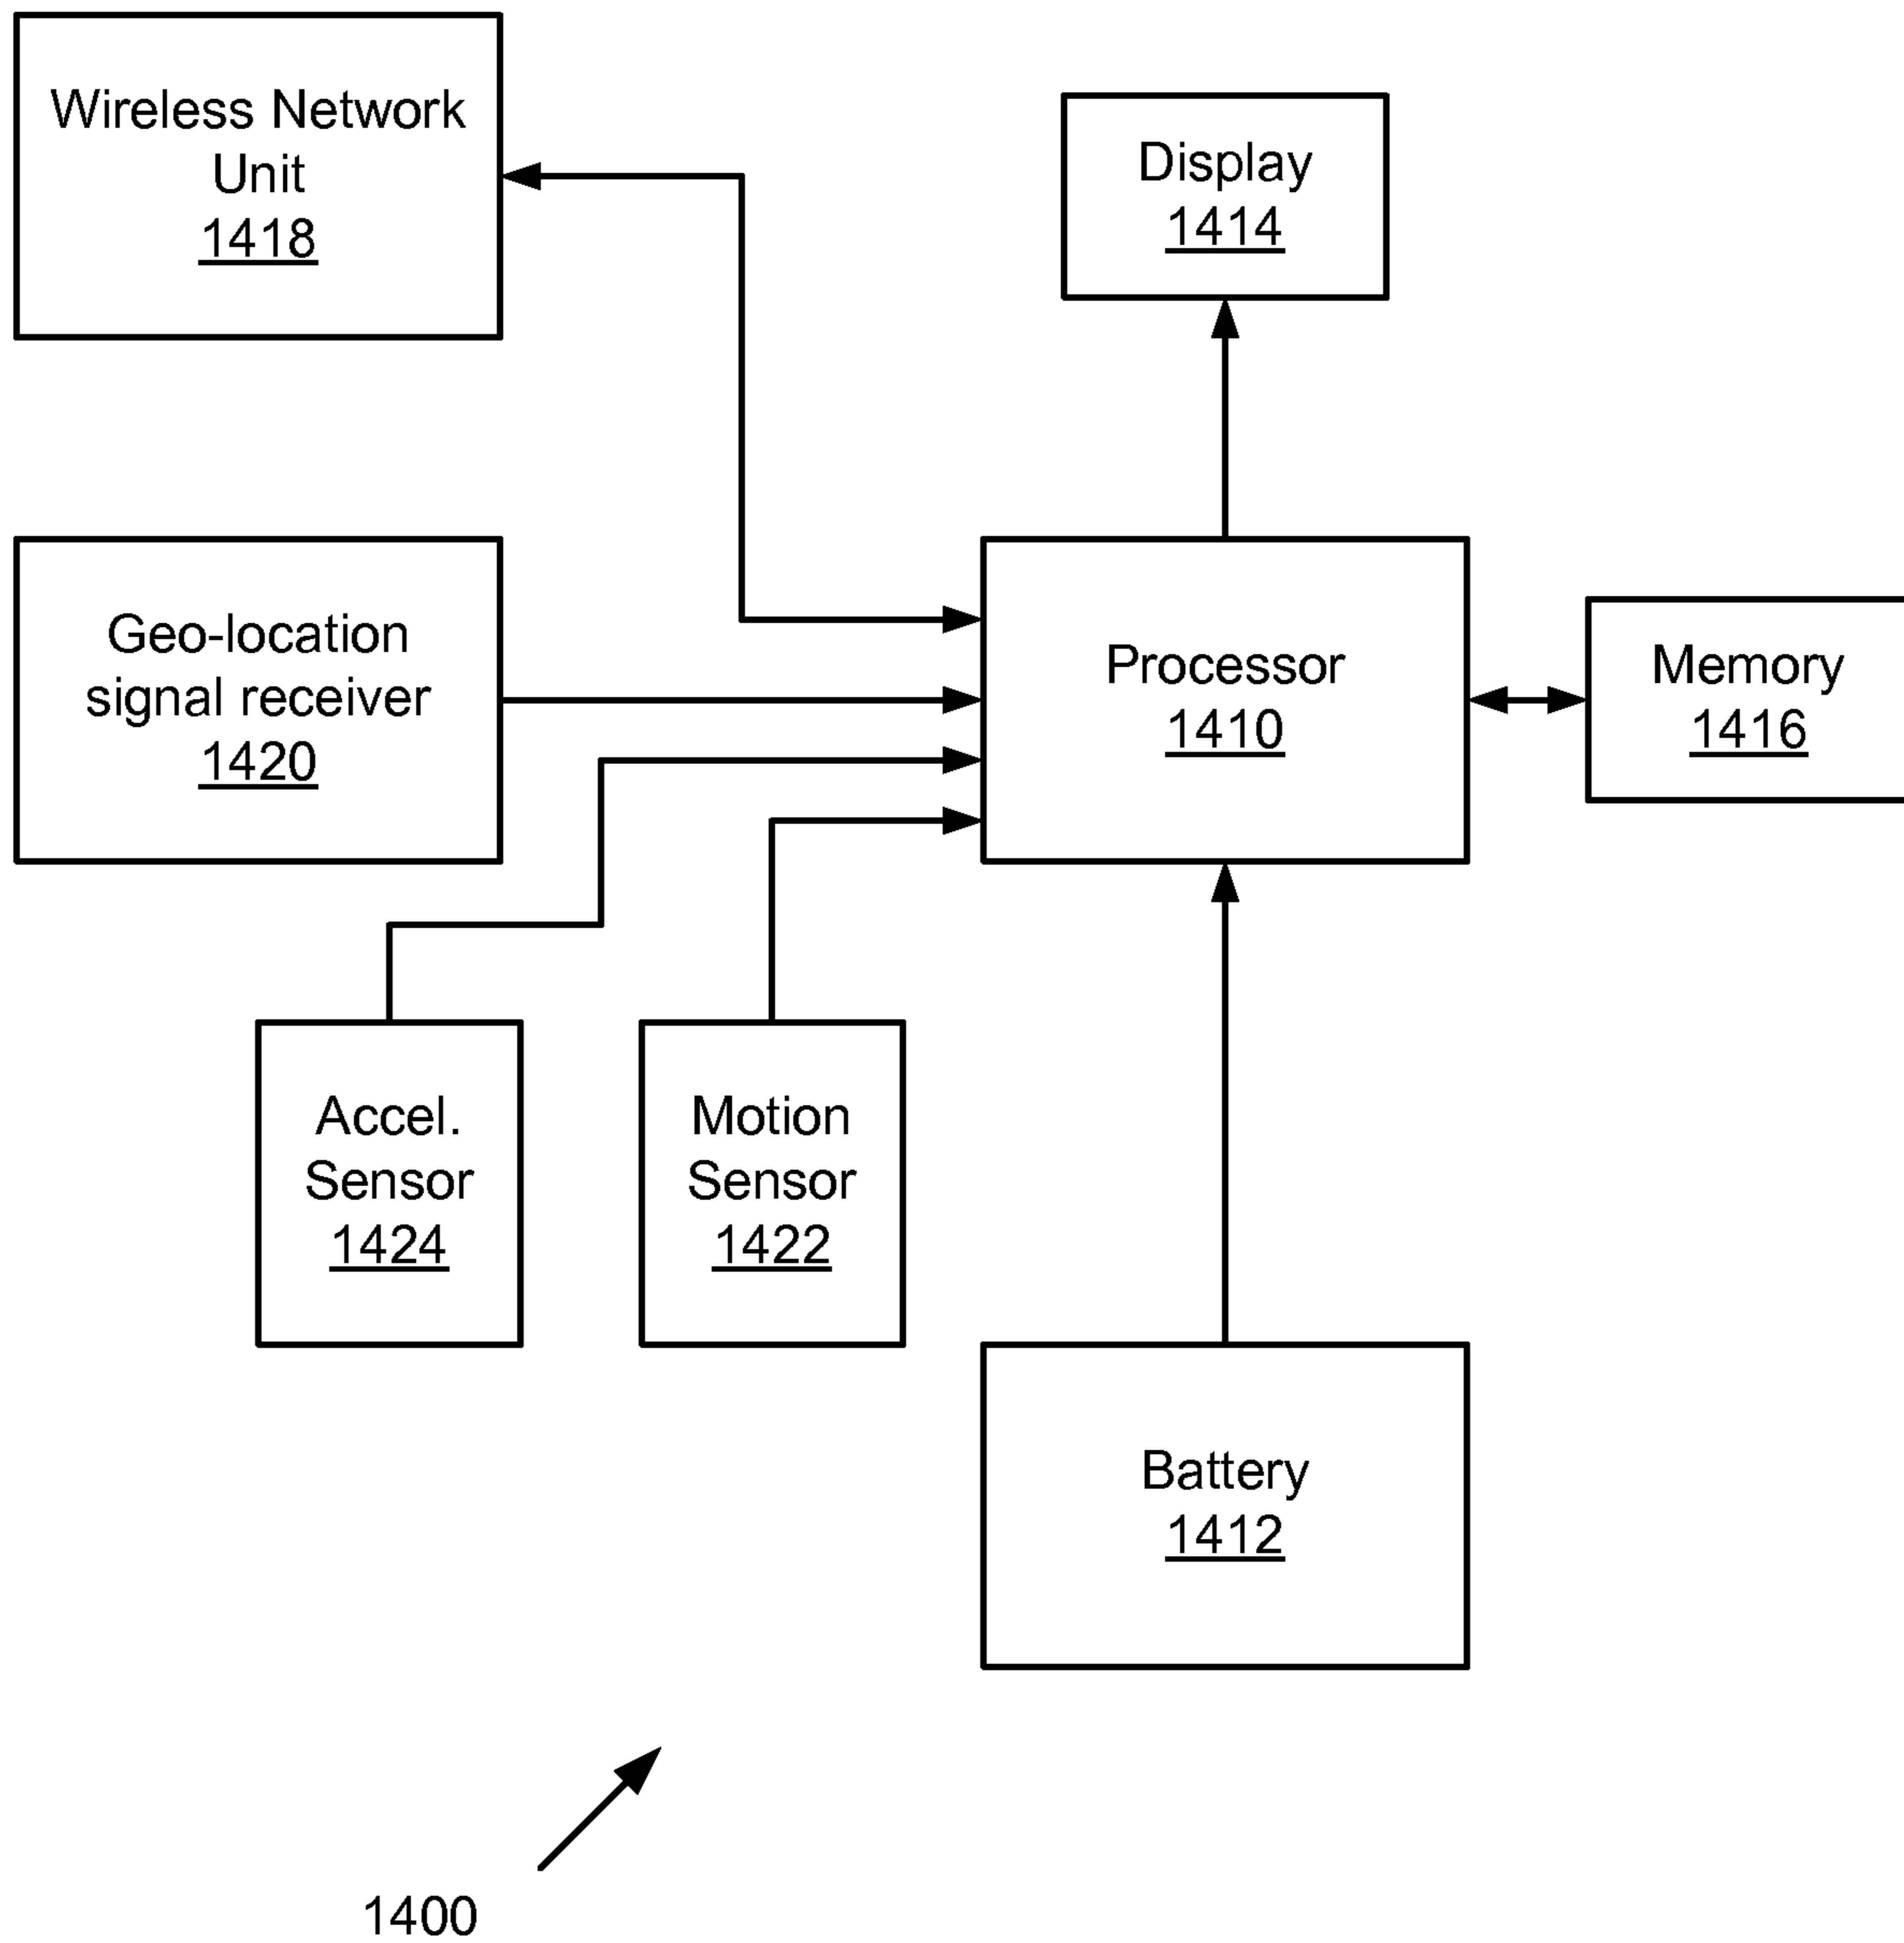 Wireless Network
Unit
1418
Display
1414
Geo-location
signal receiver
1420
Processor
1410
Memory
1416
Accel.
Sensor
1424
Motion
Sensor
1422
Battery
1412
1400